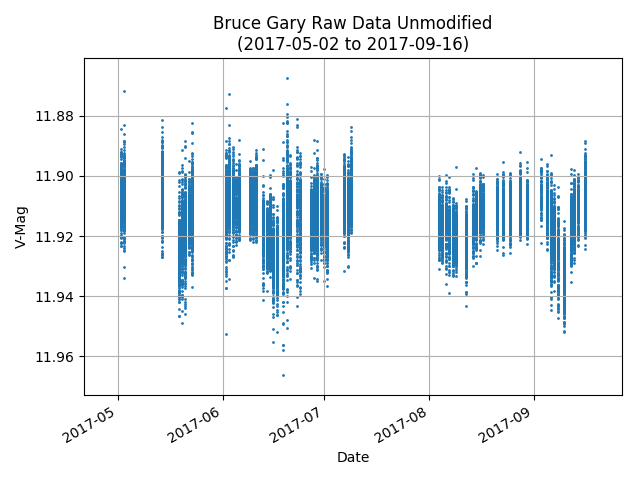 Bruce Gary Raw Data Unmodified
(2017-05-02 to 2017-09-16)
V-Mag
11.88
11.90
11.92
11.94
11.96
2017-05
2017-06
2017-07
2017-08
2017-09
Date